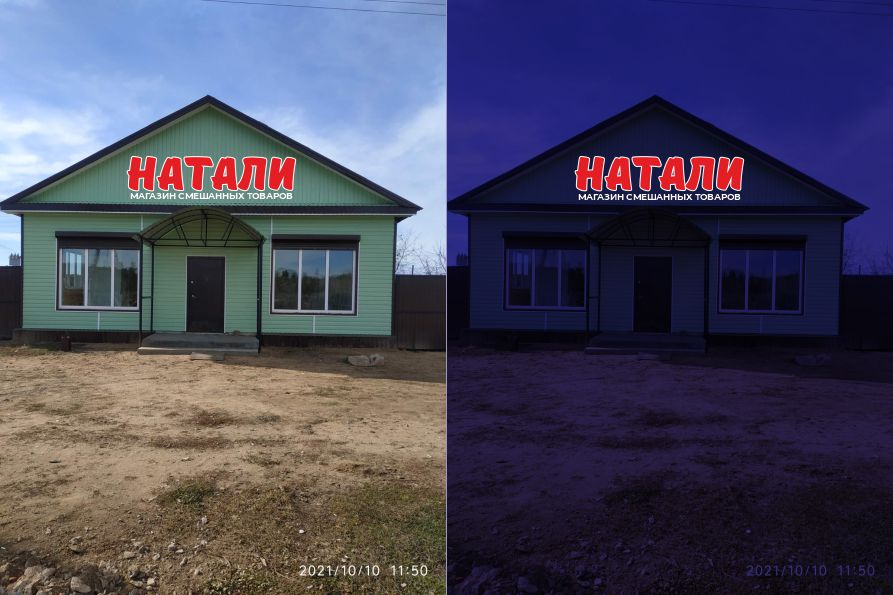 НАТАЛИ
МАГАЗИН СМЕШАННЫХ ТОВАРОВ
2021/10/10 11:50
НАТАЛИ
МАГАЗИН СМЕШАННЫХ ТОВАРОВ
2021/10/10 11:50